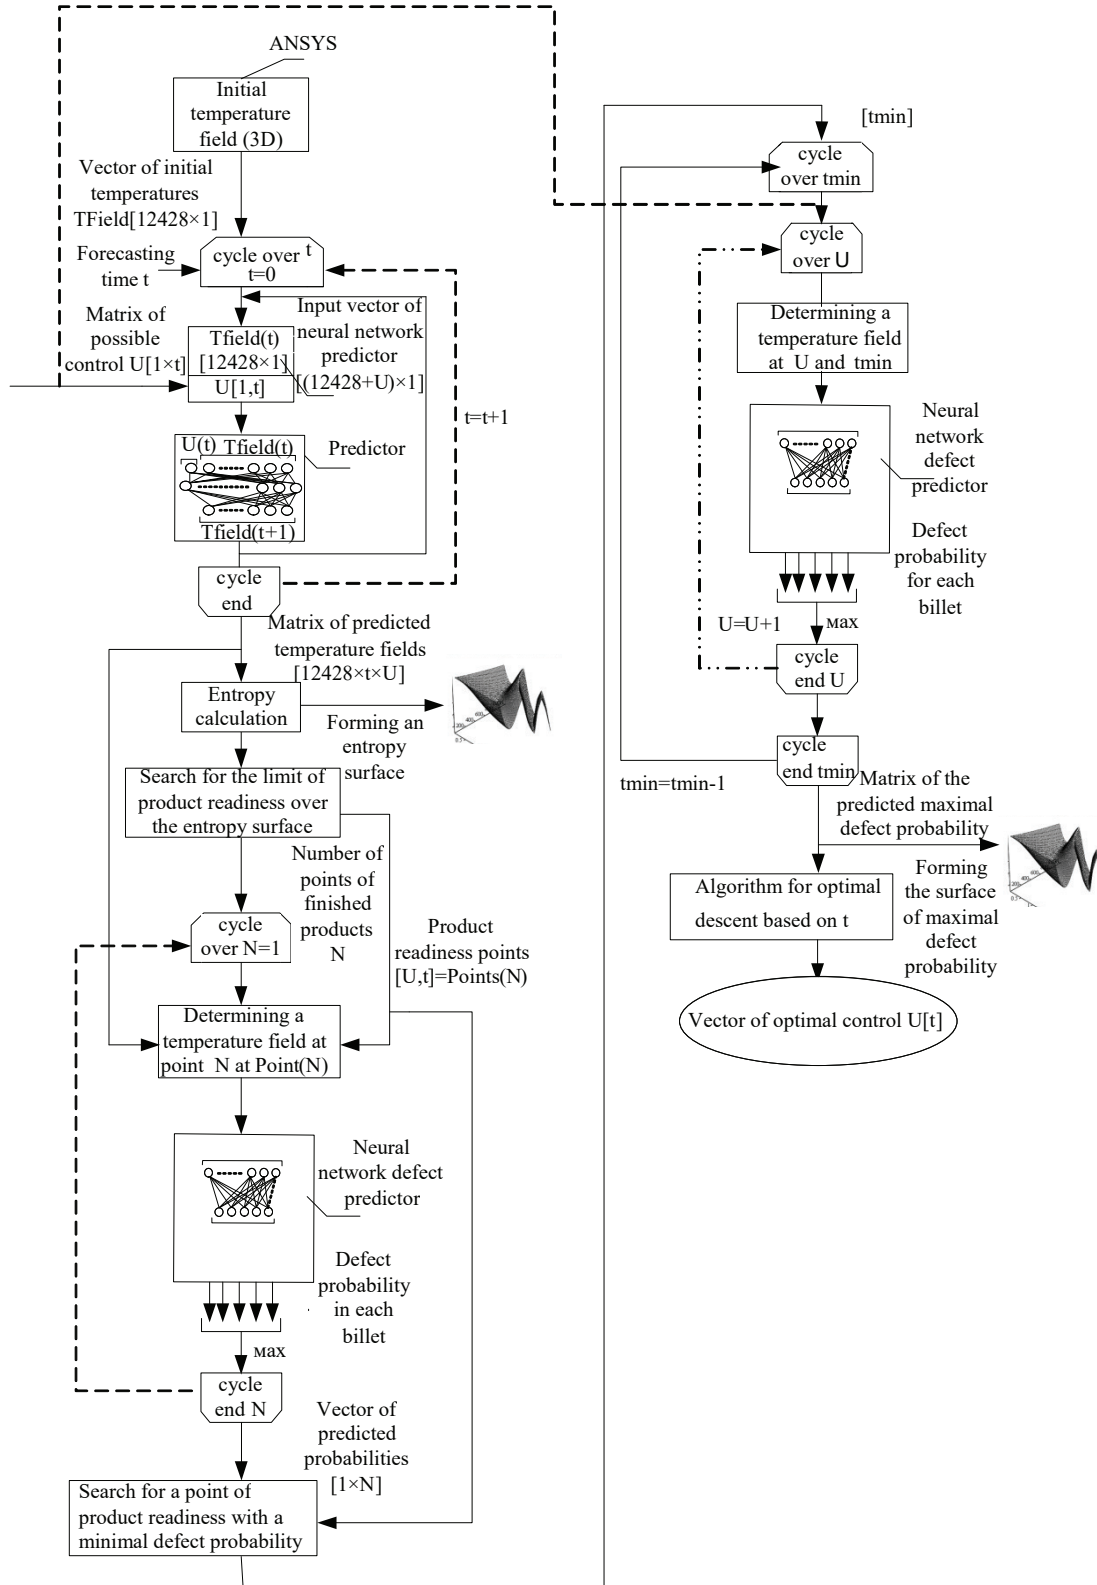 ANSYS
Initial
temperature
field (3D)
Vector of initial
temperatures
TField[12428×1]
Forecasting
time t
cycle over t
t=0
Matrix of
possible
control U[1×t]
Tfield(t)
[12428×1]
U[1,t]
Input vector of
neural network
predictor
[(12428+U)×1]
t=t+1
U(t) Tfield(t)
Tfield(t+1)
Predictor
cycle
end
Matrix of predicted
temperature fields
[12428×t×U]
Entropy
calculation
Forming an
entropy
surface
Search for the limit of
product readiness over
the entropy surface
Number of
points of
finished
products
N
cycle
over N=1
Product
readiness points
[U,t]=Points(N)
Determining a
temperature field at
point N at Point(N)
Neural
network defect
predictor
Defect
probability
in each
billet
мах
cycle
end N
Vector of
predicted
probabilities
[1×N]
Search for a point of
product readiness with a
minimal defect probability
[tmin]
cycle
over tmin
cycle
over U
Determining a
temperature field
at U and tmin
Neural
network
defect
predictor
Defect
probability
for each
billet
U=U+1
мах
cycle
end U
cycle
end tmin
tmin=tmin-1
Matrix of the
predicted maximal
defect probability
Forming
the surface
of maximal
defect
probability
Algorithm for optimal
descent based on t
Vector of optimal control U[t]